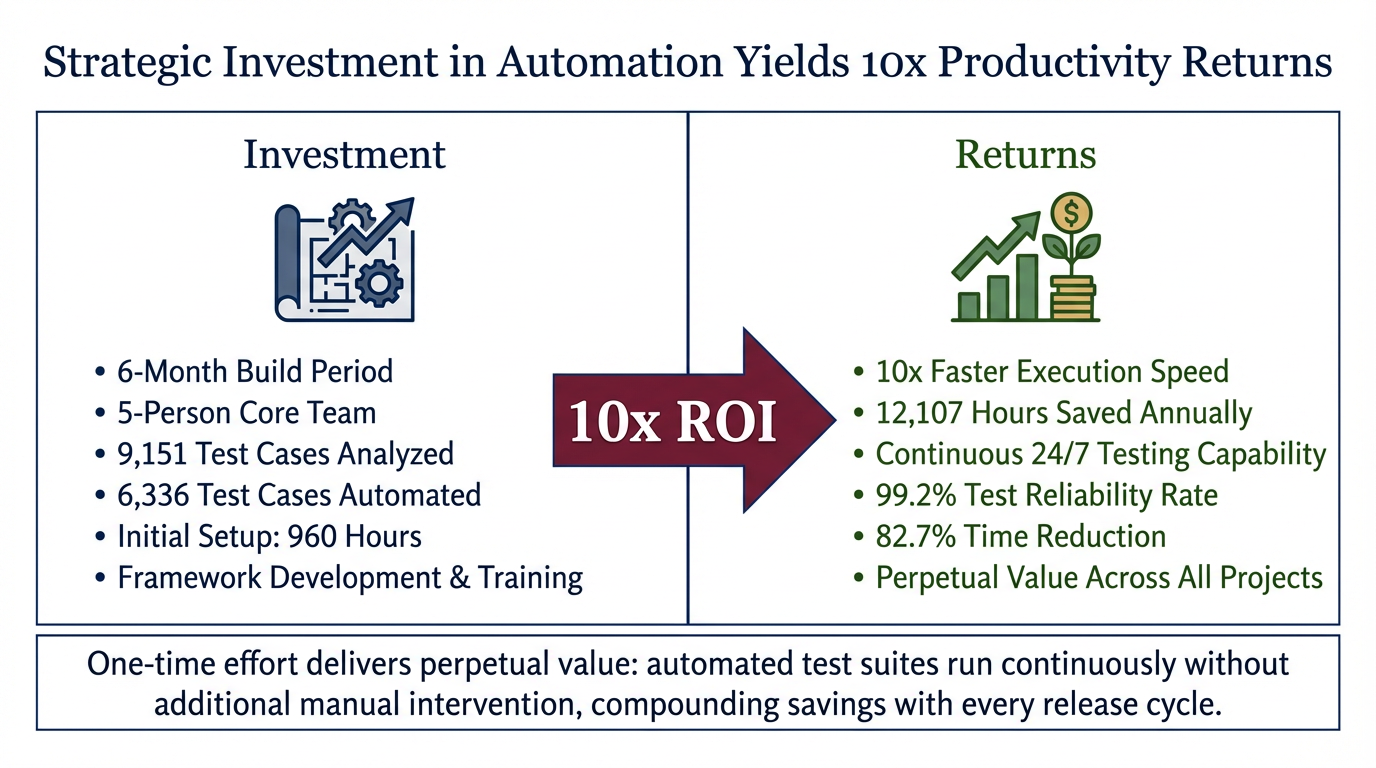 Strategic Investment in Automation Yields 10x Productivity Returns
Investment
• 6-Month Build Period
• 5-Person Core Team
• 9,151 Test Cases Analyzed
• 6,336 Test Cases Automated
• Initial Setup: 960 Hours
• Framework Development & Training
10x ROI
Returns
$
• 10x Faster Execution Speed
• 12,107 Hours Saved Annually
• Continuous 24/7 Testing Capability
• 99.2% Test Reliability Rate
• 82.7% Time Reduction
• Perpetual Value Across All Projects
One-time effort delivers perpetual value: automated test suites run continuously without
additional manual intervention, compounding savings with every release cycle.